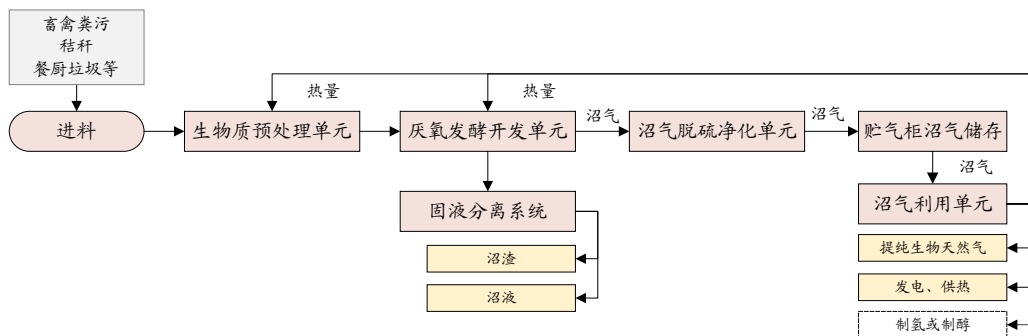 畜禽粪污
秸秆
餐厨垃圾等
热量
热量
进料
生物质预处理单元
厌氧发酵开发单元
沼气
沼气脱硫净化单元
沼气
贮气柜沼气储存
沼气
固液分离系统
沼气利用单元
沼渣
提纯生物天然气
沼液
发电、供热
制氢或制醇